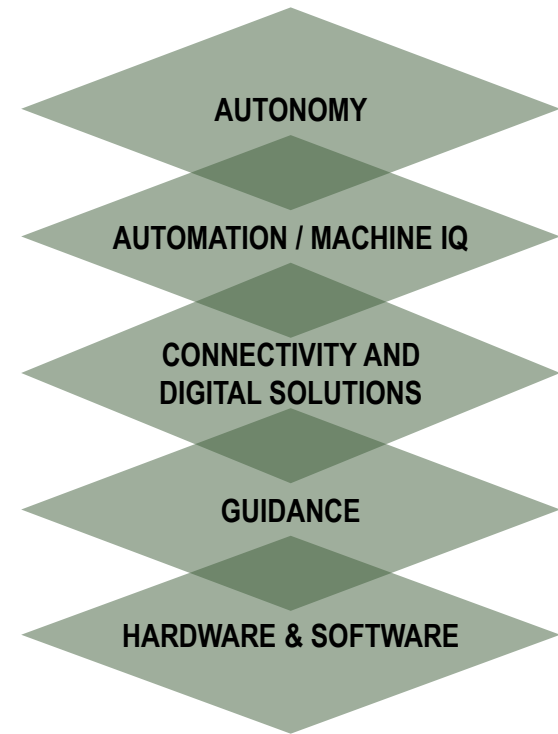 AUTONOMY
AUTOMATION / MACHINE IQ
CONNECTIVITY AND
DIGITAL SOLUTIONS
GUIDANCE
HARDWARE & SOFTWARE